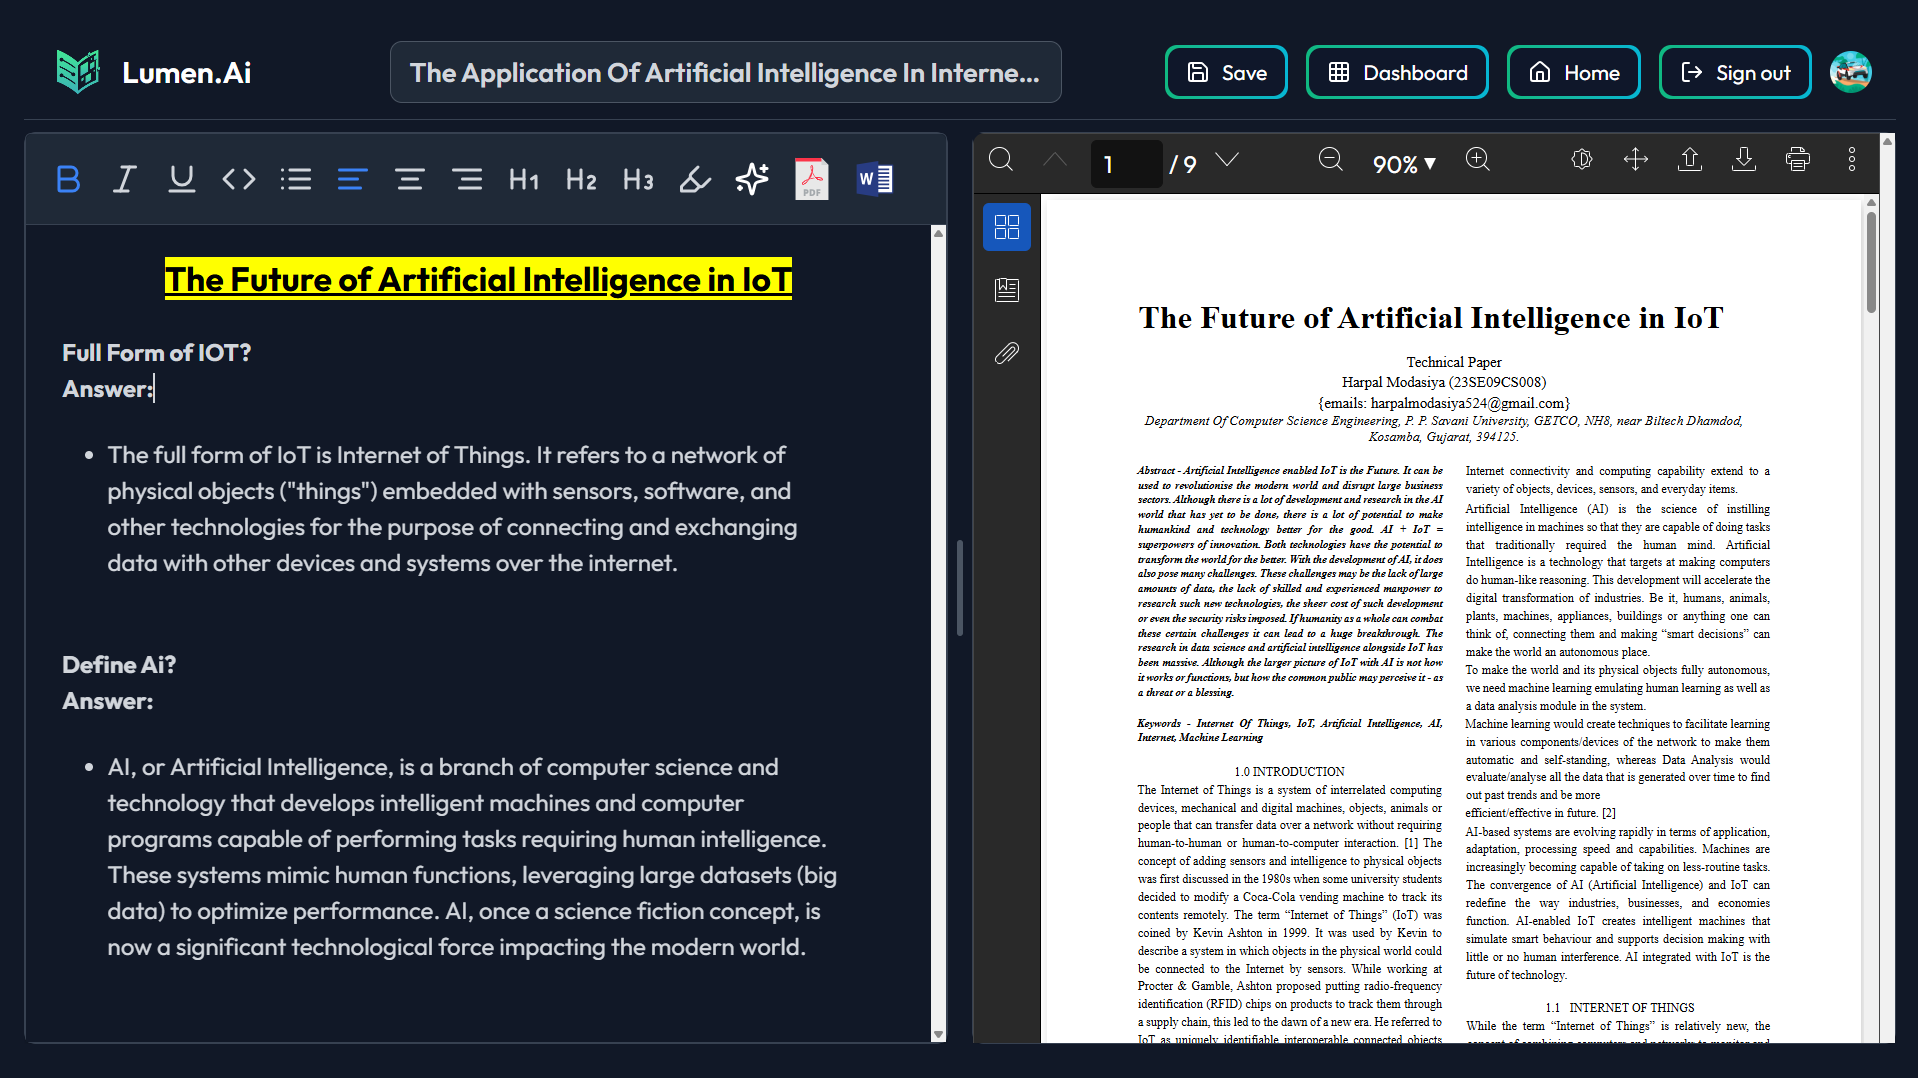 Lumen.Ai
The Application Of Artificial Intelligence In Interne...
Save
Dashboard
Home
Sign out
H1
H2
H3
PDF
W
The Future of Artificial Intelligence in IoT
Full Form of IOT?
Answer:
• The full form of IoT is Internet of Things. It refers to a network of
physical objects ("things") embedded with sensors, software, and
other technologies for the purpose of connecting and exchanging
data with other devices and systems over the internet.
Define Ai?
Answer:
• AI, or Artificial Intelligence, is a branch of computer science and
technology that develops intelligent machines and computer
programs capable of performing tasks requiring human intelligence.
These systems mimic human functions, leveraging large datasets (big
data) to optimize performance. AI, once a science fiction concept, is
now a significant technological force impacting the modern world.
1 / 9
90%
The Future of Artificial Intelligence in IoT
Technical Paper
Harpal Modasiya (23SE09CS008)
{emails: harpalmodasiya524@gmail.com}
Department Of Computer Science Engineering, P. P. Savani University, GETCO, NH8, near Biltech Dhamdod,
Kosamba, Gujarat, 394125.
Abstract - Artificial Intelligence enabled IoT is the Future. It can be
used to revolutionise the modern world and disrupt large business
sectors. Although there is a lot of development and research in the AI
world that has yet to be done, there is a lot of potential to make
humankind and technology better for the good. AI + IoT =
superpowers of innovation. Both technologies have the potential to
transform the world for the better. With the development of AI, it does
also pose many challenges. These challenges may be the lack of large
amounts of data, the lack of skilled and experienced manpower to
research such new technologies, the sheer cost of such development
or even the security risks imposed. If humanity as a whole can combat
these certain challenges it can lead to a huge breakthrough. The
research in data science and artificial intelligence alongside IoT has
been massive. Although the larger picture of IoT with AI is not how
it works or functions, but how the common public may perceive it - as
a threat or a blessing.
Keywords - Internet Of Things, IoT, Artificial Intelligence, AI,
Internet, Machine Learning
1.0 INTRODUCTION
The Internet of Things is a system of interrelated computing
devices, mechanical and digital machines, objects, animals or
people that can transfer data over a network without requiring
human-to-human or human-to-computer interaction. [1] The
concept of adding sensors and intelligence to physical objects
was first discussed in the 1980s when some university students
decided to modify a Coca-Cola vending machine to track its
contents remotely. The term “Internet of Things” (IoT) was
coined by Kevin Ashton in 1999. It was used by Kevin to
describe a system in which objects in the physical world could
be connected to the Internet by sensors. While working at
Procter & Gamble, Ashton proposed putting radio-frequency
identification (RFID) chips on products to track them through
a supply chain, this led to the dawn of a new era. He referred to
IoT as uniquely identifiable interoperable connected objects
Internet connectivity and computing capability extend to a
variety of objects, devices, sensors, and everyday items.
Artificial Intelligence (AI) is the science of instilling
intelligence in machines so that they are capable of doing tasks
that traditionally required the human mind. Artificial
Intelligence is a technology that targets at making computers
do human-like reasoning. This development will accelerate the
digital transformation of industries. Be it, humans, animals,
plants, machines, appliances, buildings or anything one can
think of, connecting them and making “smart decisions” can
make the world an autonomous place.
To make the world and its physical objects fully autonomous,
we need machine learning emulating human learning as well as
a data analysis module in the system.
Machine learning would create techniques to facilitate learning
in various components/devices of the network to make them
automatic and self-standing, whereas Data Analysis would
evaluate/analyse all the data that is generated over time to find
out past trends and be more
efficient/effective in future. [2]
AI-based systems are evolving rapidly in terms of application,
adaptation, processing speed and capabilities. Machines are
increasingly becoming capable of taking on less-routine tasks.
The convergence of AI (Artificial Intelligence) and IoT can
redefine the way industries, businesses, and economies
function. AI-enabled IoT creates intelligent machines that
simulate smart behaviour and supports decision making with
little or no human interference. AI integrated with IoT is the
future of technology.
1.1 INTERNET OF THINGS
While the term “Internet of Things” is relatively new, the